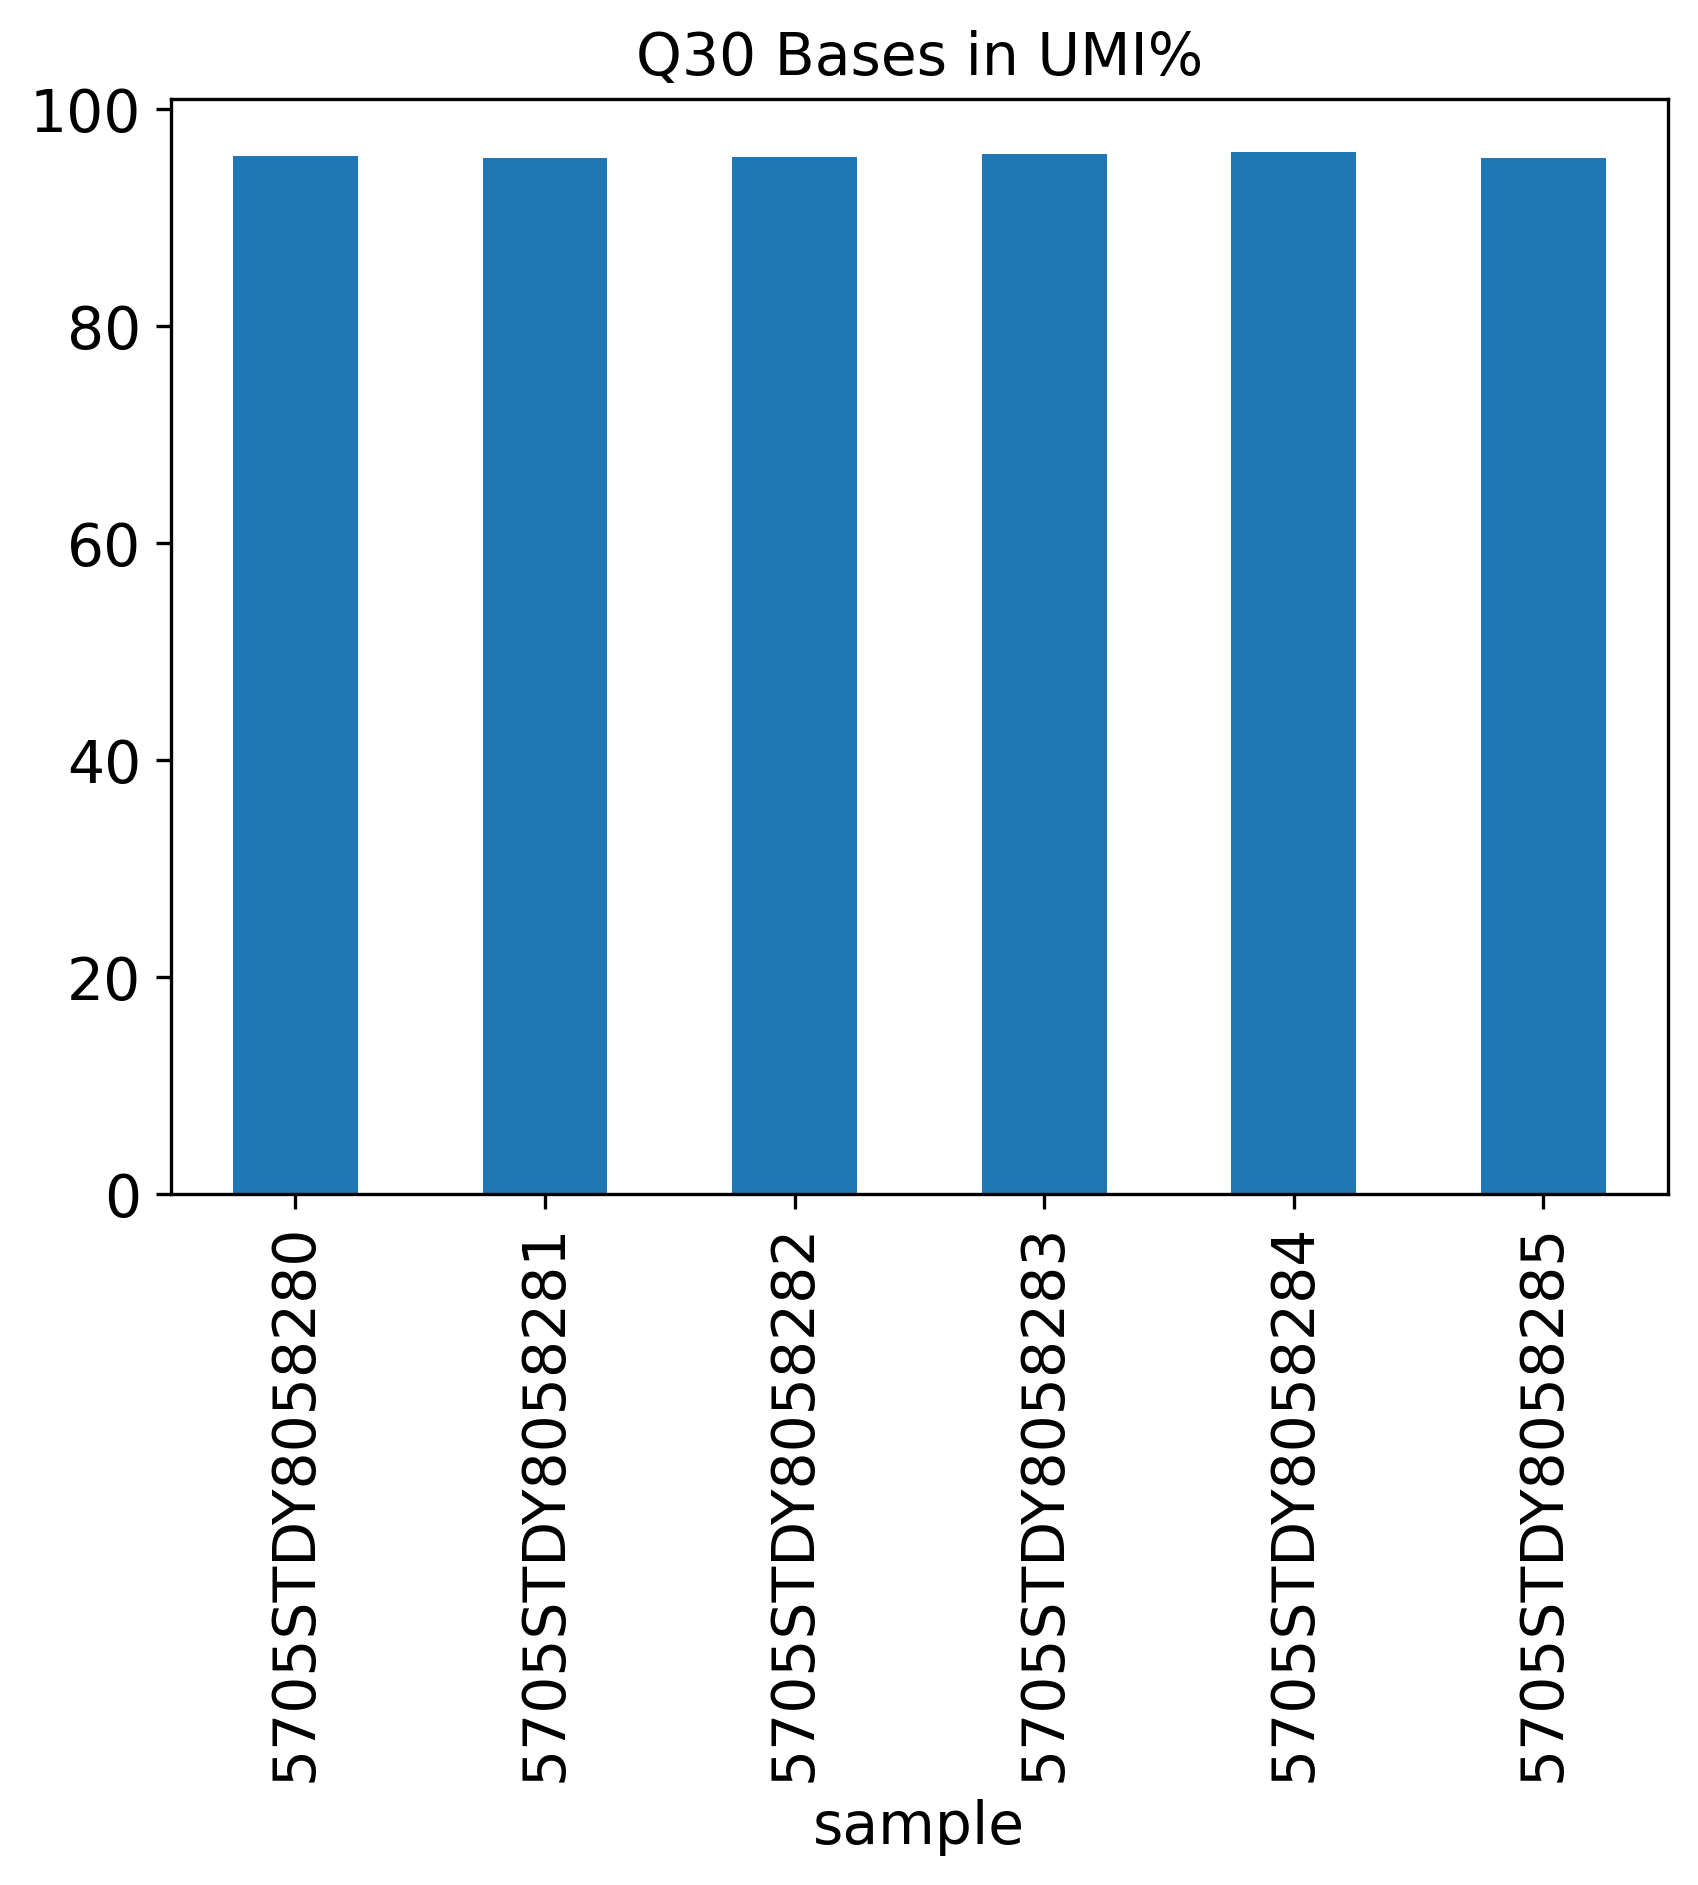 Q30 Bases in UMI%
100
80
60
40
20
0
5705STDY8058280
5705STDY8058281
5705STDY8058282
5705STDY8058283
5705STDY8058284
5705STDY8058285
sample